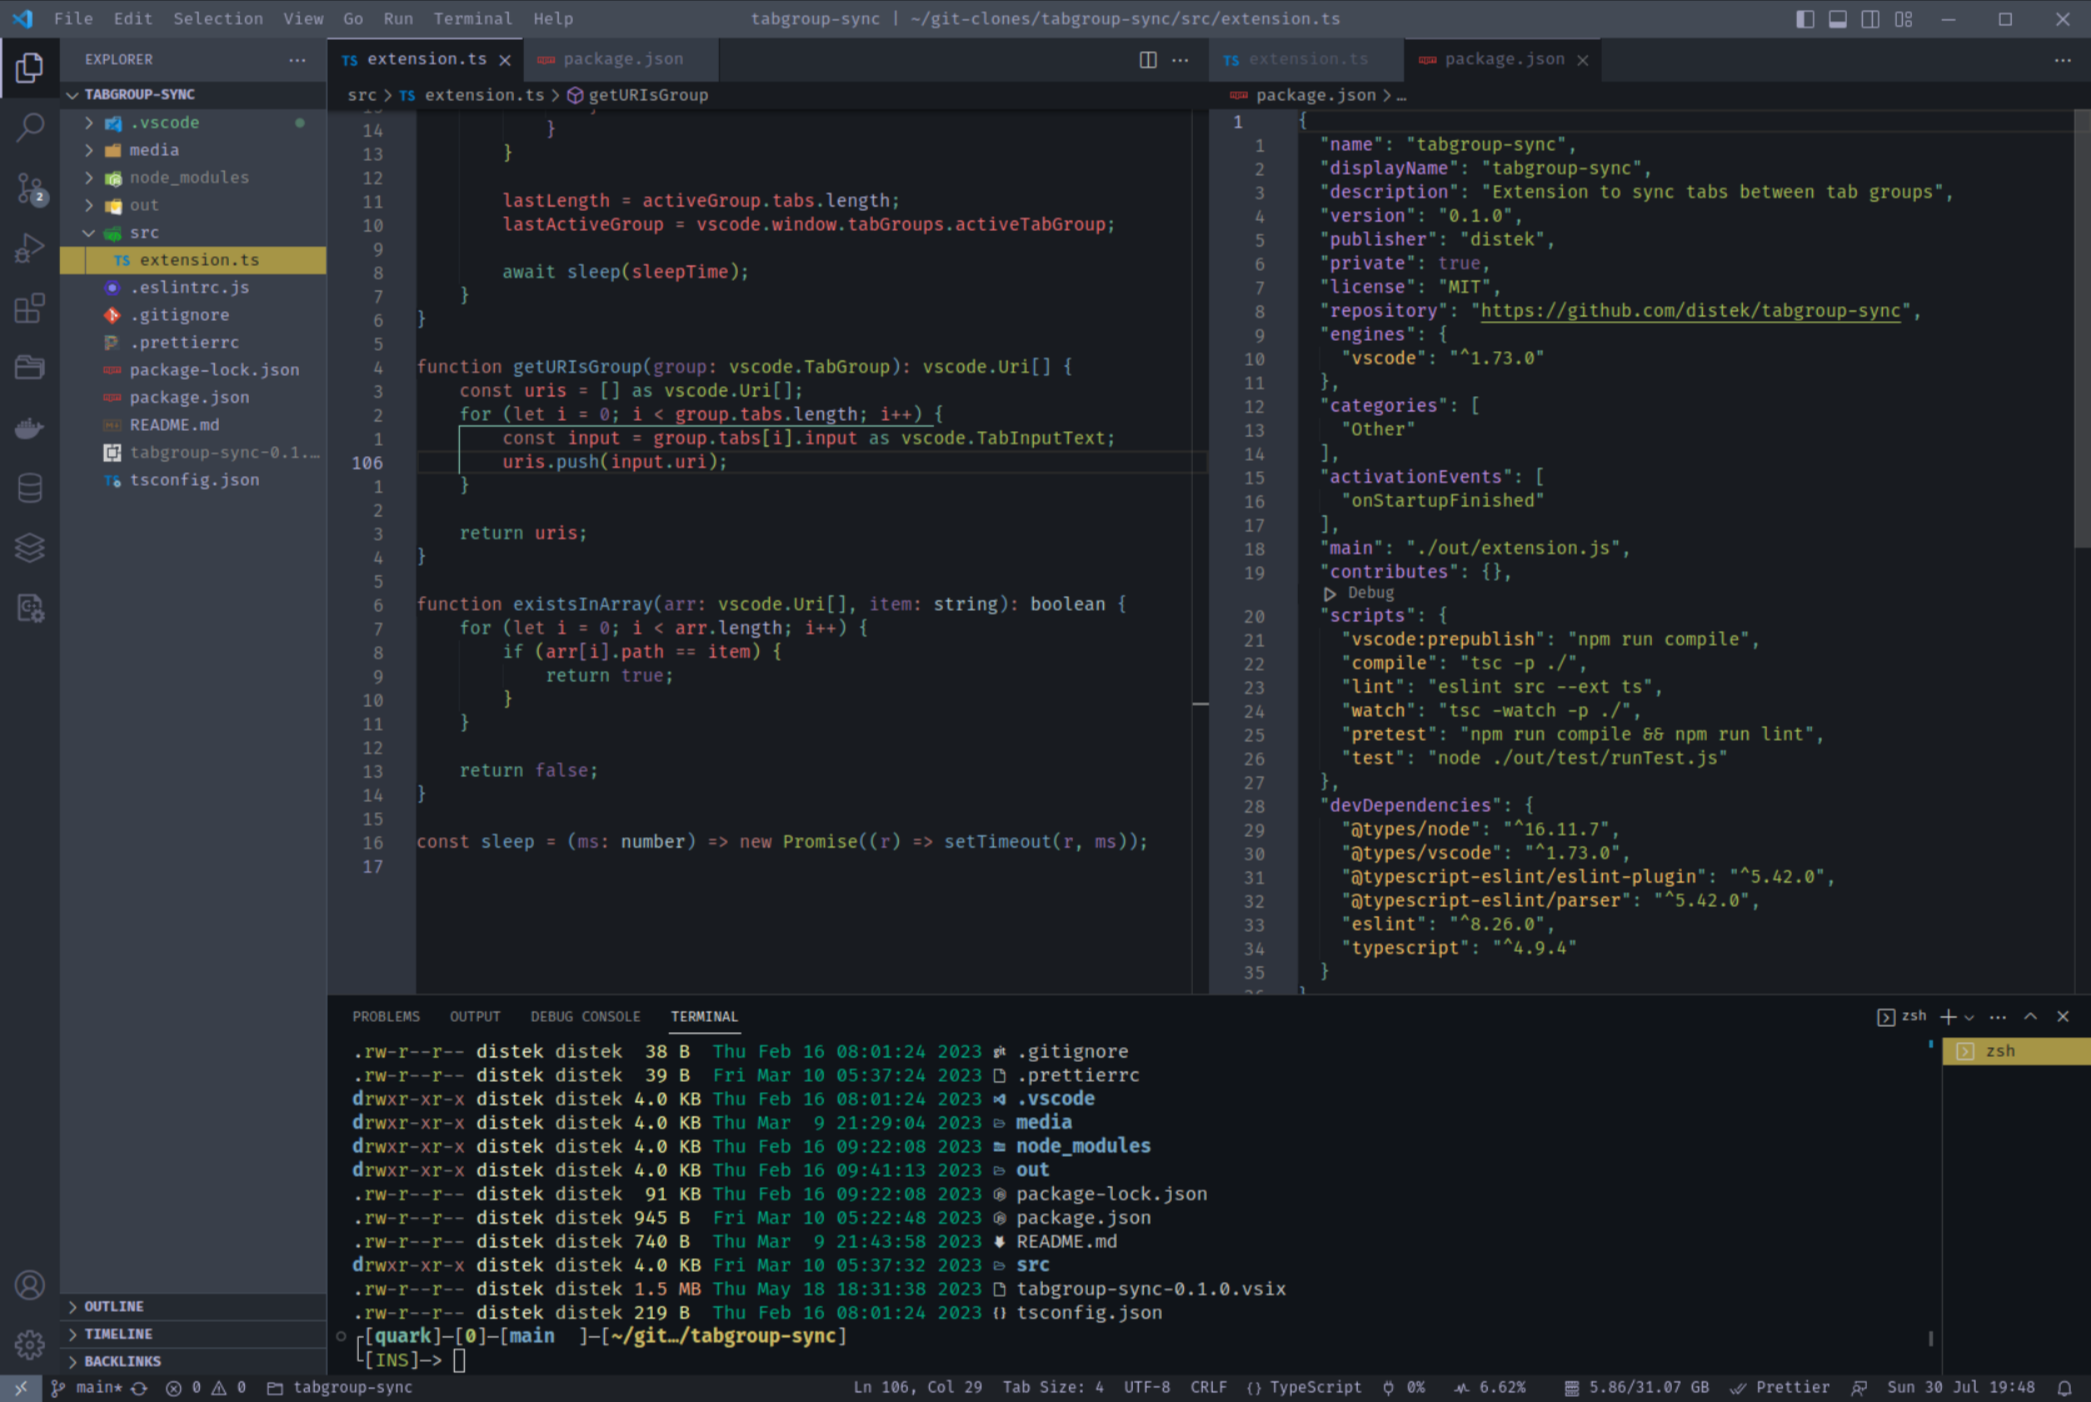 File Edit Selection View Go Run Terminal Help
tabgroup-sync | ~/git-clones/tabgroup-sync/src/extension.ts
EXPLORER
TABGROUP-SYNC
.vscode
media
node_modules
out
src
TS extension.ts
.eslintrc.js
.gitignore
.prettierrc
package-lock.json
package.json
README.md
tabgroup-sync-0.1....
tsconfig.json
OUTLINE
TIMELINE
BACKLINKS
2
TS extension.ts
package.json
src > TS extension.ts > getURIsGroup
14 }
13 }
12
11 lastLength = activeGroup.tabs.length;
10 lastActiveGroup = vscode.window.tabGroups.activeTabGroup;
9
8 await sleep(sleepTime);
7 }
6 }
5
4 function getURIsGroup(group: vscode.TabGroup): vscode.Uri[] {
3 const uris = [] as vscode.Uri[];
2 for (let i = 0; i < group.tabs.length; i++) {
1 const input = group.tabs[i].input as vscode.TabInputText;
106 uris.push(input.uri);
1 }
2
3 return uris;
4 }
5
6 function existsInArray(arr: vscode.Uri[], item: string): boolean {
7 for (let i = 0; i < arr.length; i++) {
8 if (arr[i].path == item) {
9 return true;
10 }
11 }
12
13 return false;
14 }
15
16 const sleep = (ms: number) => new Promise((r) => setTimeout(r, ms));
17
TS extension.ts
package.json
package.json > ...
1 {
1 "name": "tabgroup-sync",
2 "displayName": "tabgroup-sync",
3 "description": "Extension to sync tabs between tab groups",
4 "version": "0.1.0",
5 "publisher": "distek",
6 "private": true,
7 "license": "MIT",
8 "repository": "https://github.com/distek/tabgroup-sync",
9 "engines": {
10 "vscode": "^1.73.0"
11 },
12 "categories": [
13 "Other"
14 ],
15 "activationEvents": [
16 "onStartupFinished"
17 ],
18 "main": "./out/extension.js",
19 "contributes": {},
Debug
20 "scripts": {
21 "vscode:prepublish": "npm run compile",
22 "compile": "tsc -p ./",
23 "lint": "eslint src --ext ts",
24 "watch": "tsc -watch -p ./",
25 "pretest": "npm run compile && npm run lint",
26 "test": "node ./out/test/runTest.js"
27 },
28 "devDependencies": {
29 "@types/node": "^16.11.7",
30 "@types/vscode": "^1.73.0",
31 "@typescript-eslint/eslint-plugin": "^5.42.0",
32 "@typescript-eslint/parser": "^5.42.0",
33 "eslint": "^8.26.0",
34 "typescript": "^4.9.4"
35 }
PROBLEMS OUTPUT DEBUG CONSOLE TERMINAL
zsh
zsh
.rw-r--r-- distek distek 38 B Thu Feb 16 08:01:24 2023 .gitignore
.rw-r--r-- distek distek 39 B Fri Mar 10 05:37:24 2023 .prettierrc
drwxr-xr-x distek distek 4.0 KB Thu Feb 16 08:01:24 2023 .vscode
drwxr-xr-x distek distek 4.0 KB Thu Mar 9 21:29:04 2023 media
drwxr-xr-x distek distek 4.0 KB Thu Feb 16 09:22:08 2023 node_modules
drwxr-xr-x distek distek 4.0 KB Thu Feb 16 09:41:13 2023 out
.rw-r--r-- distek distek 91 KB Thu Feb 16 09:22:08 2023 package-lock.json
.rw-r--r-- distek distek 945 B Fri Mar 10 05:22:48 2023 package.json
.rw-r--r-- distek distek 740 B Thu Mar 9 21:43:58 2023 README.md
drwxr-xr-x distek distek 4.0 KB Fri Mar 10 05:37:32 2023 src
.rw-r--r-- distek distek 1.5 MB Thu May 18 18:31:38 2023 tabgroup-sync-0.1.0.vsix
.rw-r--r-- distek distek 219 B Thu Feb 16 08:01:24 2023 {} tsconfig.json
┌[quark]—[0]—[main ]—[~/git…/tabgroup-sync]
└[INS]—>
main* 0 0 tabgroup-sync
Ln 106, Col 29 Tab Size: 4 UTF-8 CRLF {} TypeScript 0% 6.62% 5.86/31.07 GB Prettier Sun 30 Jul 19:48